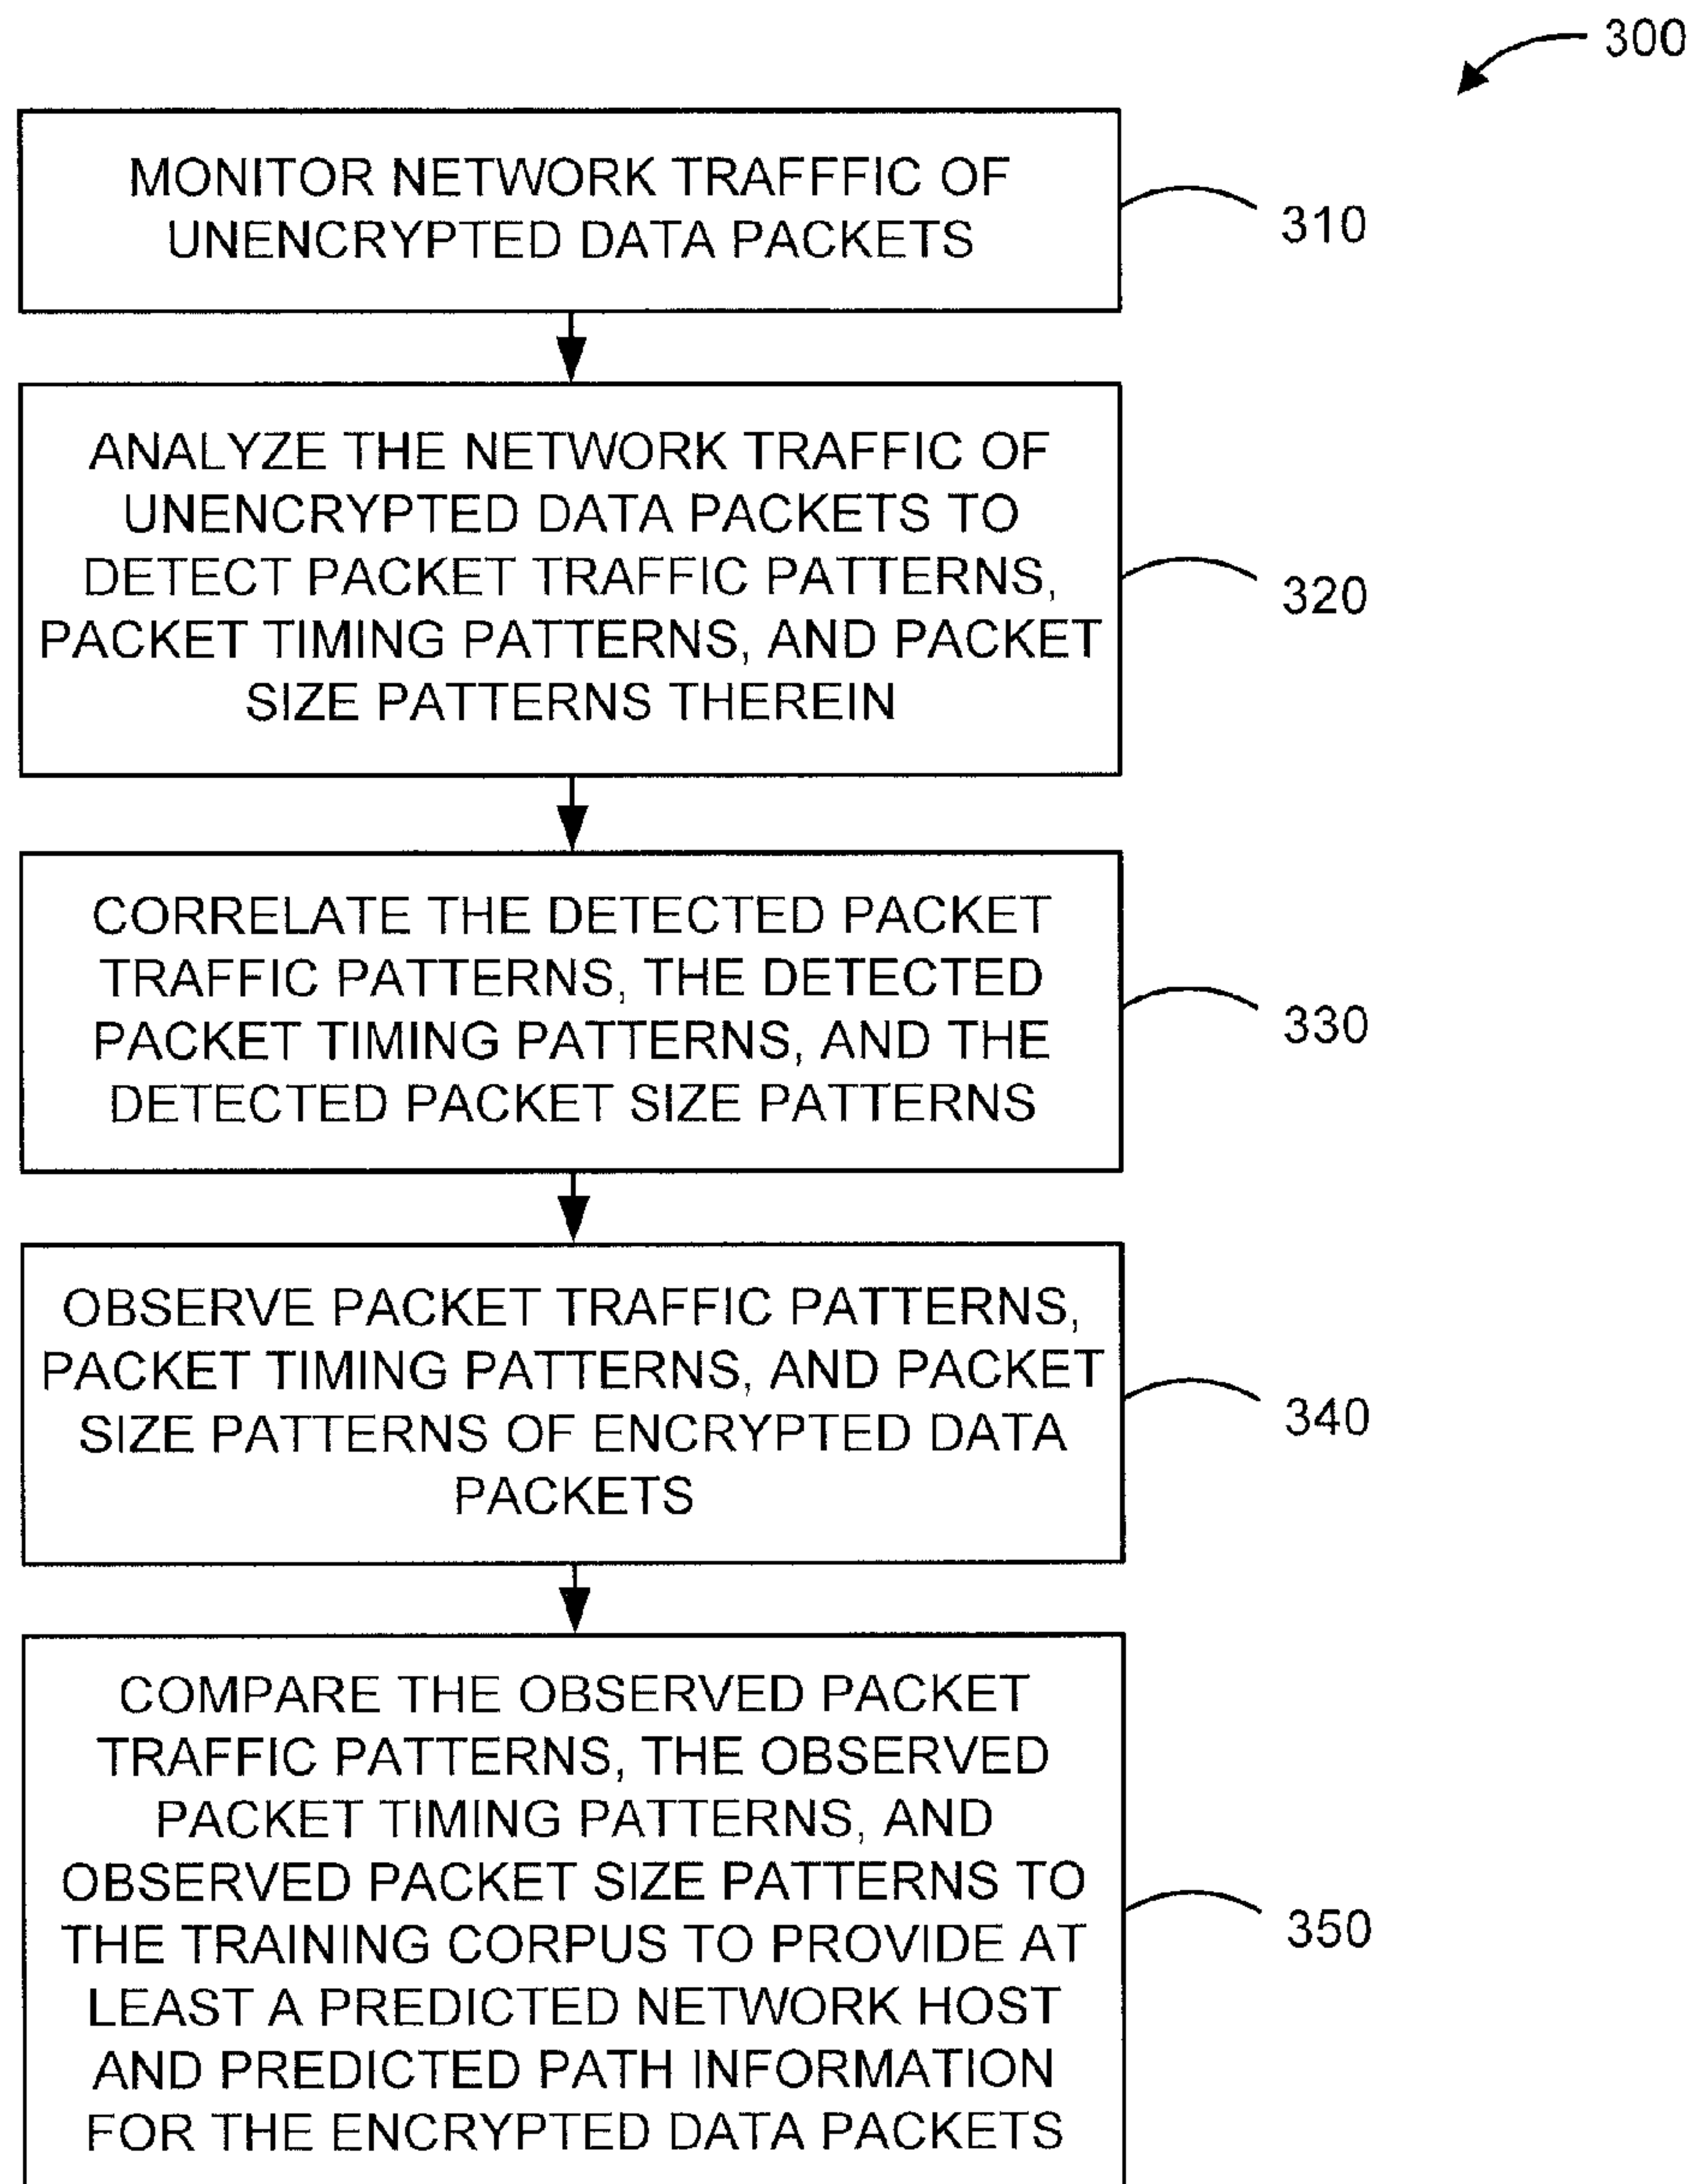 300
MONITOR NETWORK TRAFFFIC OF
UNENCRYPTED DATA PACKETS
310
ANALYZE THE NETWORK TRAFFIC OF
UNENCRYPTED DATA PACKETS TO
DETECT PACKET TRAFFIC PATTERNS,
PACKET TIMING PATTERNS, AND PACKET
SIZE PATTERNS THEREIN
320
CORRELATE THE DETECTED PACKET
TRAFFIC PATTERNS, THE DETECTED
PACKET TIMING PATTERNS, AND THE
DETECTED PACKET SIZE PATTERNS
330
OBSERVE PACKET TRAFFIC PATTERNS,
PACKET TIMING PATTERNS, AND PACKET
SIZE PATTERNS OF ENCRYPTED DATA
PACKETS
340
COMPARE THE OBSERVED PACKET
TRAFFIC PATTERNS, THE OBSERVED
PACKET TIMING PATTERNS, AND
OBSERVED PACKET SIZE PATTERNS TO
THE TRAINING CORPUS TO PROVIDE AT
LEAST A PREDICTED NETWORK HOST
AND PREDICTED PATH INFORMATION
FOR THE ENCRYPTED DATA PACKETS
350